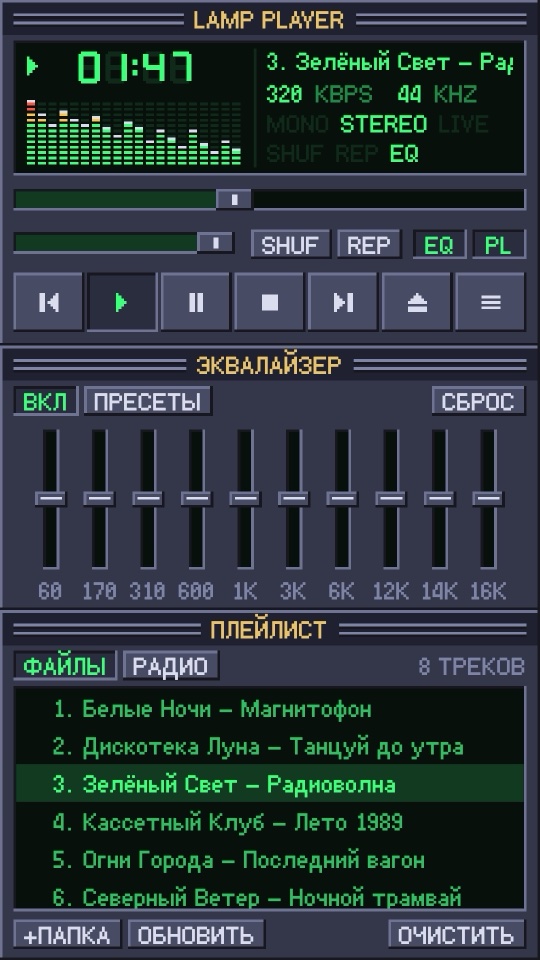 LAMP PLAYER
01:47
3. Зелёный Свет – Рад
320 KBPS 44 KHZ
MONO STEREO LIVE
SHUF REP EQ
SHUF REP EQ PL
ЭКВАЛАЙЗЕР
ВКЛ ПРЕСЕТЫ СБРОС
60 170 310 600 1K 3K 6K 12K 14K 16K
ПЛЕЙЛИСТ
ФАЙЛЫ РАДИО 8 ТРЕКОВ
1. Белые Ночи – Магнитофон
2. Дискотека Луна – Танцуй до утра
3. Зелёный Свет – Радиоволна
4. Кассетный Клуб – Лето 1989
5. Огни Города – Последний вагон
6. Северный Ветер – Ночной трамвай
+ПАПКА ОБНОВИТЬ ОЧИСТИТЬ